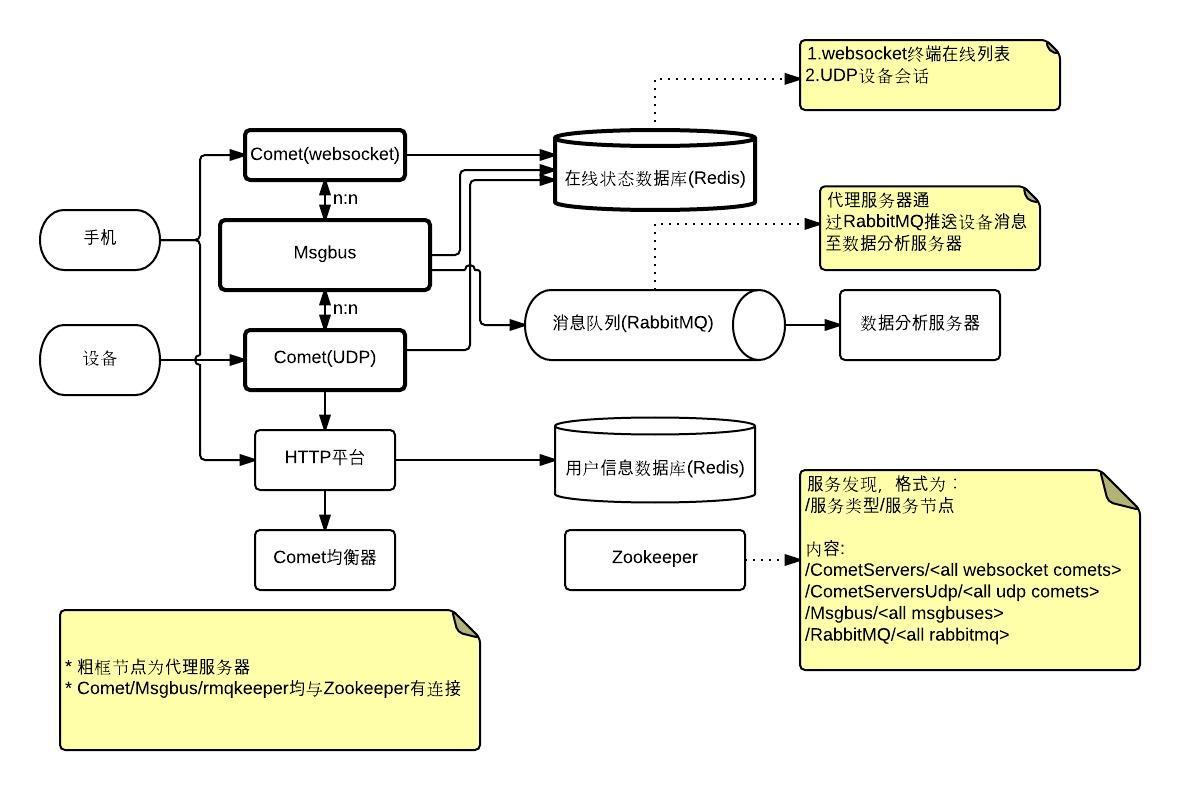 1.websocket终端在线列表
2.UDP设备会话
Comet(websocket)
在线状态数据库(Redis)
n:n
代理服务器通
过RabbitMQ推送设备消息
至数据分析服务器
手机
Msgbus
n:n
消息队列(RabbitMQ)
数据分析服务器
设备
Comet(UDP)
HTTP平台
用户信息数据库(Redis)
服务发现，格式为：
/服务类型/服务节点
内容:
/CometServers/<all websocket comets>
/CometServersUdp/<all udp comets>
/Msgbus/<all msgbuses>
/RabbitMQ/<all rabbitmq>
Comet均衡器
Zookeeper
* 粗框节点为代理服务器
* Comet/Msgbus/rmqkeeper均与Zookeeper有连接